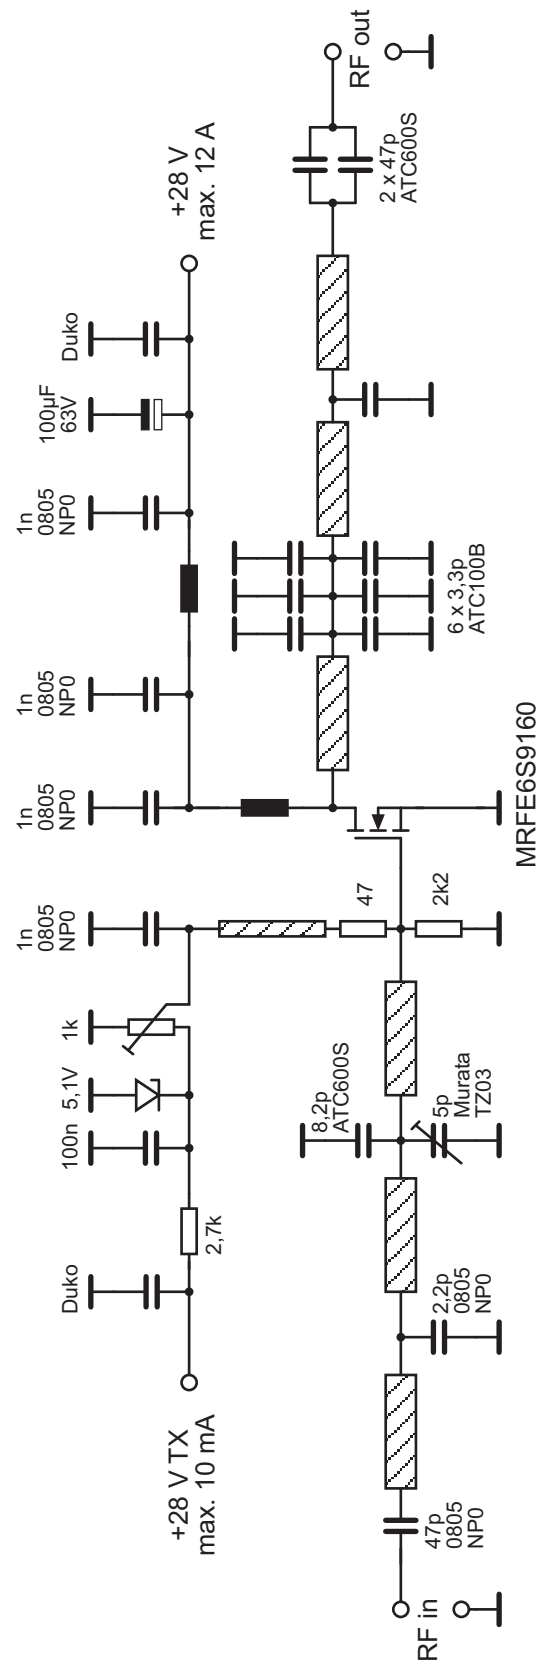 +28 V TX
max. 10 mA
Duko
2,7k
100n
5,1V
1k
1n
0805
NP0
1n
0805
NP0
1n
0805
NP0
1n
0805
NP0
100µF
63V
Duko
+28 V
max. 12 A
RF in
47p
0805
NP0
2,2p
0805
NP0
8,2p
ATC600S
5p
Murata
TZ03
47
2k2
MRFE6S9160
6 x 3,3p
ATC100B
2 x 47p
ATC600S
RF out